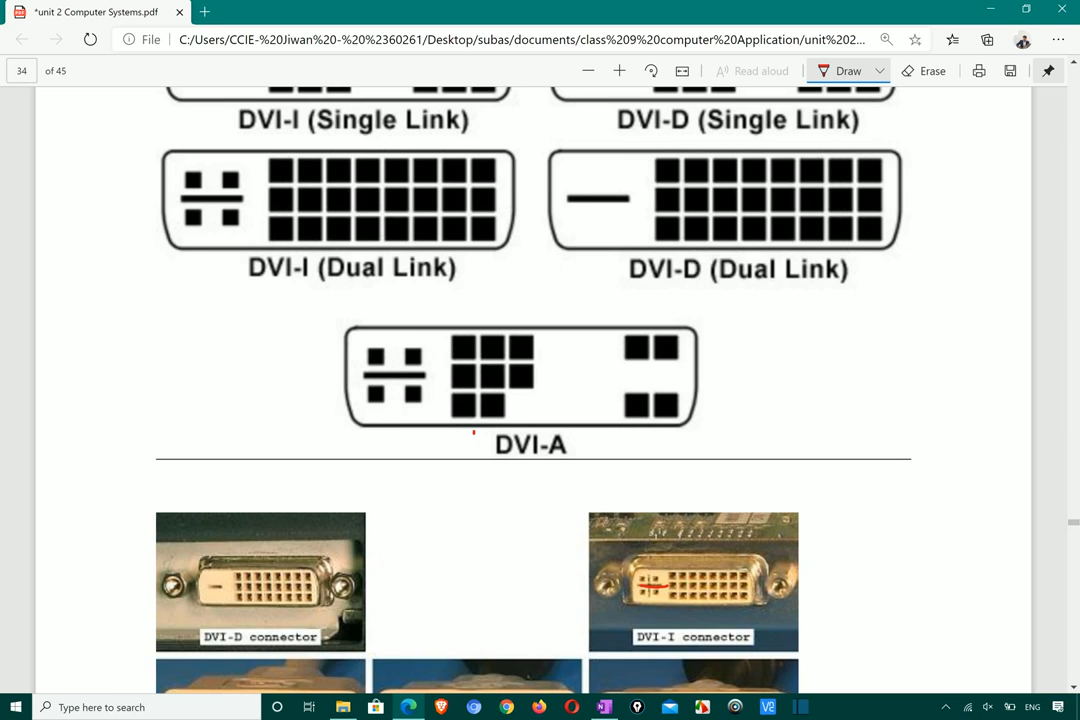 *unit 2 Computer Systems.pdf
File
C:/Users/CCIE-%20Jiwan%20-%20%2360261/Desktop/subas/documents/class%209%20computer%20Application/unit%202...
34
of 45
Read aloud
Draw
Erase
DVI-I (Single Link)
DVI-D (Single Link)
DVI-I (Dual Link)
DVI-D (Dual Link)
DVI-A
DVI-D connector
DVI-I connector
Type here to search
ENG